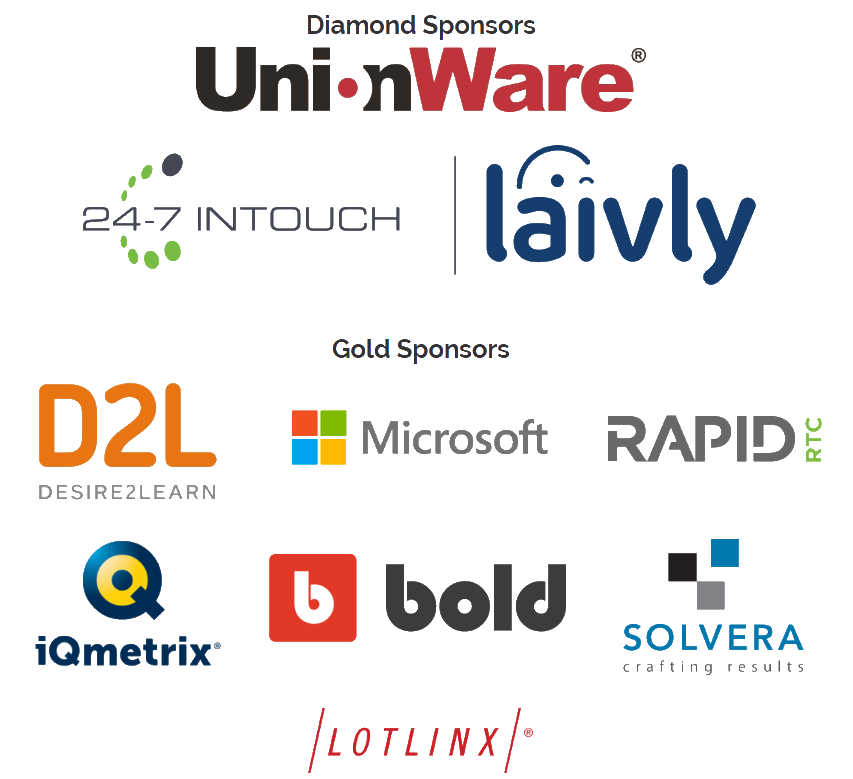 Diamond Sponsors
UnionWare®
24-7 INTOUCH
laivly
Gold Sponsors
D2L
DESIRE2LEARN
Microsoft
RAPID RTC
iQmetrix®
b bold
SOLVERA
crafting results
LOTLINX®